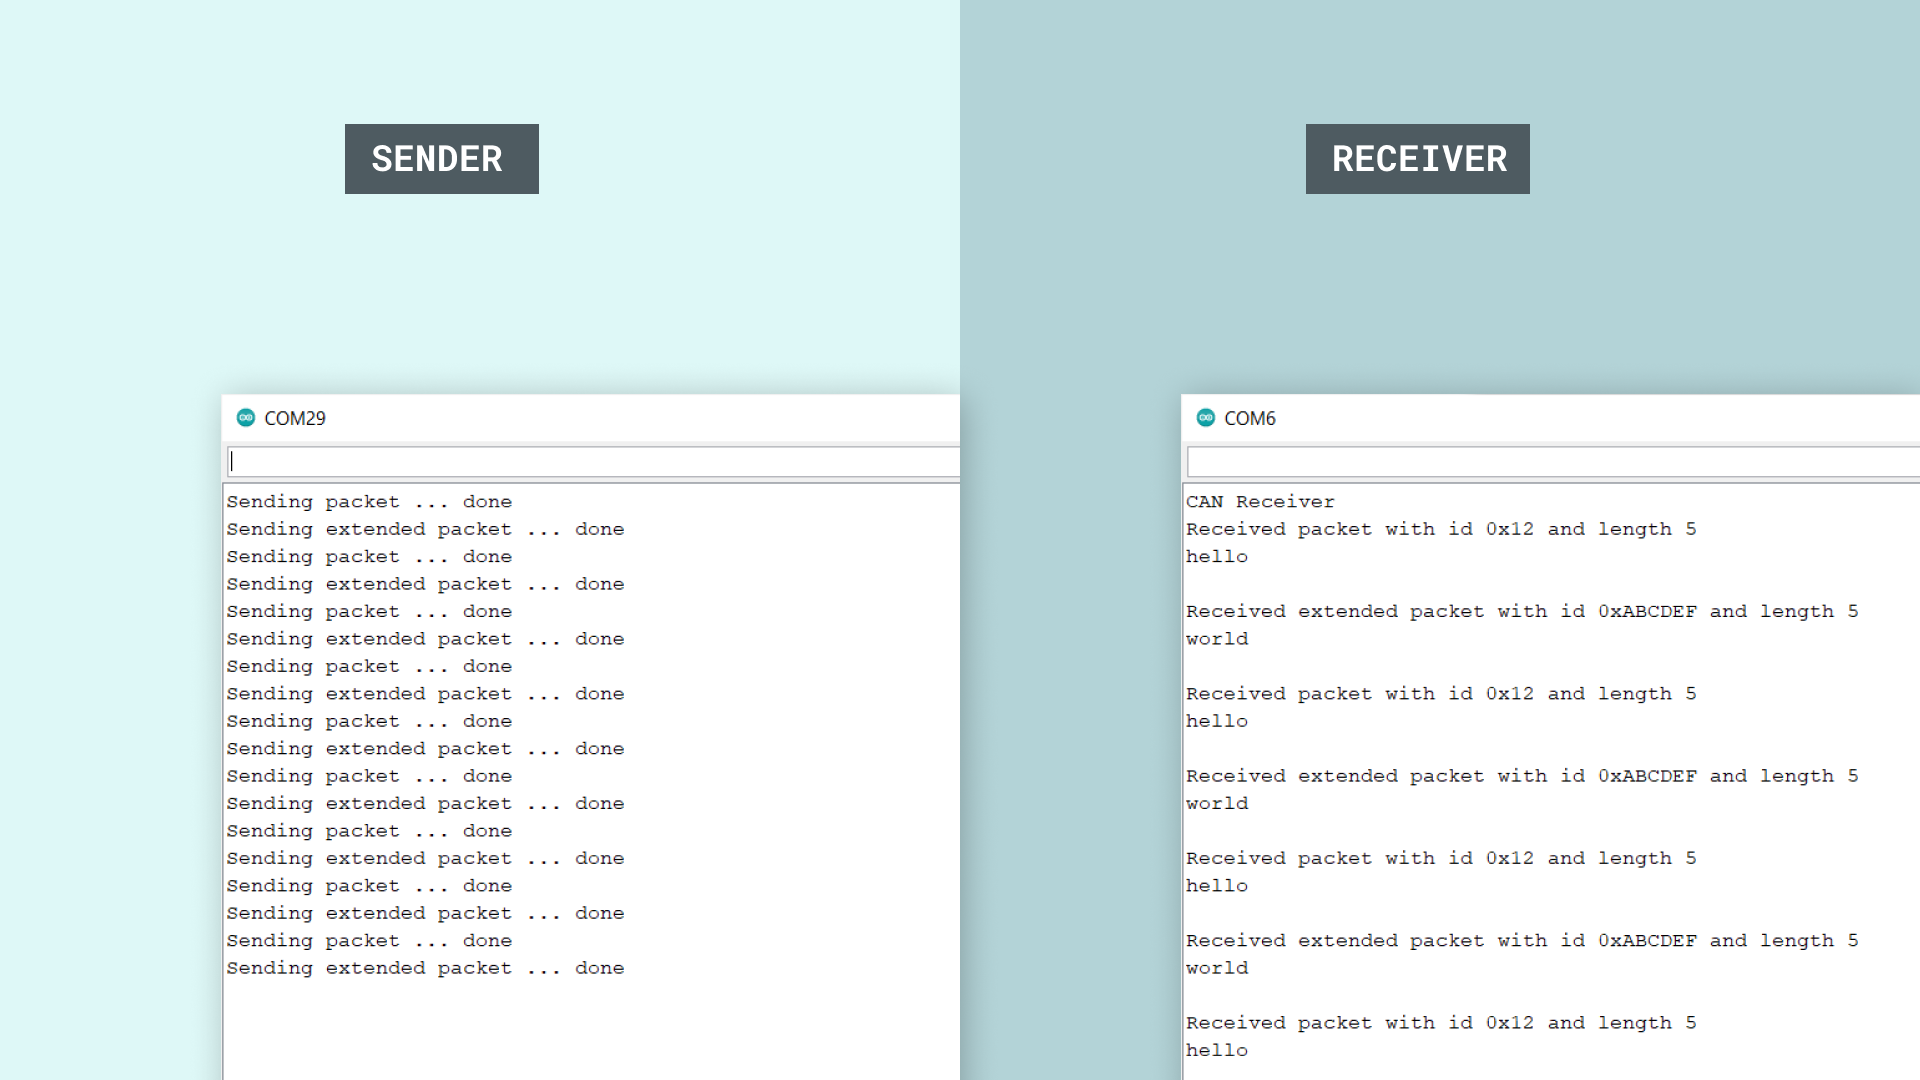 SENDER
COM29
Sending packet ... done
Sending extended packet ... done
Sending packet ... done
Sending extended packet ... done
Sending packet ... done
Sending extended packet ... done
Sending packet ... done
Sending extended packet ... done
Sending packet ... done
Sending extended packet ... done
Sending packet ... done
Sending extended packet ... done
Sending packet ... done
Sending extended packet ... done
Sending packet ... done
Sending extended packet ... done
Sending packet ... done
Sending extended packet ... done
RECEIVER
COM6
CAN Receiver
Received packet with id 0x12 and length 5
hello
Received extended packet with id 0xABCDEF and length 5
world
Received packet with id 0x12 and length 5
hello
Received extended packet with id 0xABCDEF and length 5
world
Received packet with id 0x12 and length 5
hello
Received extended packet with id 0xABCDEF and length 5
world
Received packet with id 0x12 and length 5
hello